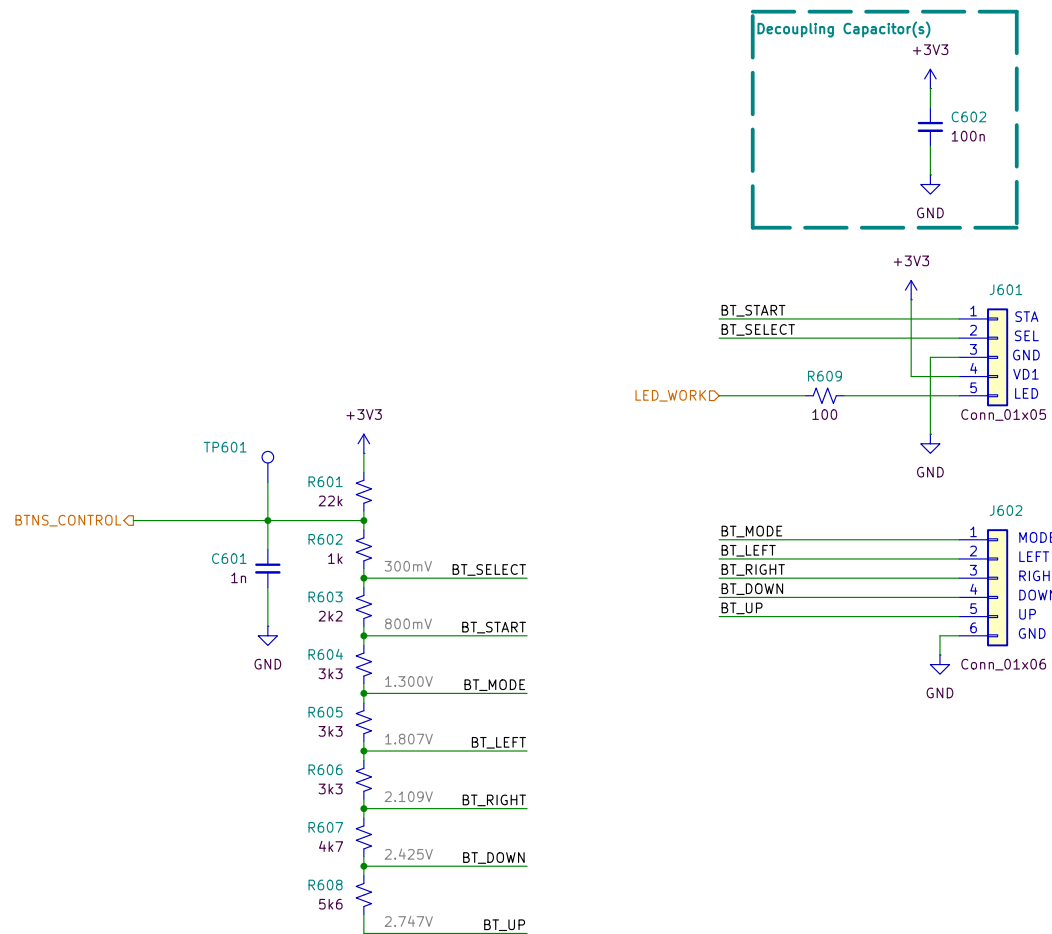 Decoupling Capacitor(s)
+3V3
C602
100n
GND
+3V3
J601
BT_START
1
STA
BT_SELECT
2
SEL
3
GND
4
VD1
LED_WORK
R609
100
5
LED
Conn_01x05
GND
+3V3
TP601
R601
22k
BTNS_CONTROL
R602
1k
C601
1n
GND
300mV
BT_SELECT
R603
2k2
800mV
BT_START
R604
3k3
1.300V
BT_MODE
R605
3k3
1.807V
BT_LEFT
R606
3k3
2.109V
BT_RIGHT
R607
4k7
2.425V
BT_DOWN
R608
5k6
2.747V
BT_UP
J602
BT_MODE
1
MODE
BT_LEFT
2
LEFT
BT_RIGHT
3
RIGH
BT_DOWN
4
DOWN
BT_UP
5
UP
6
GND
Conn_01x06
GND